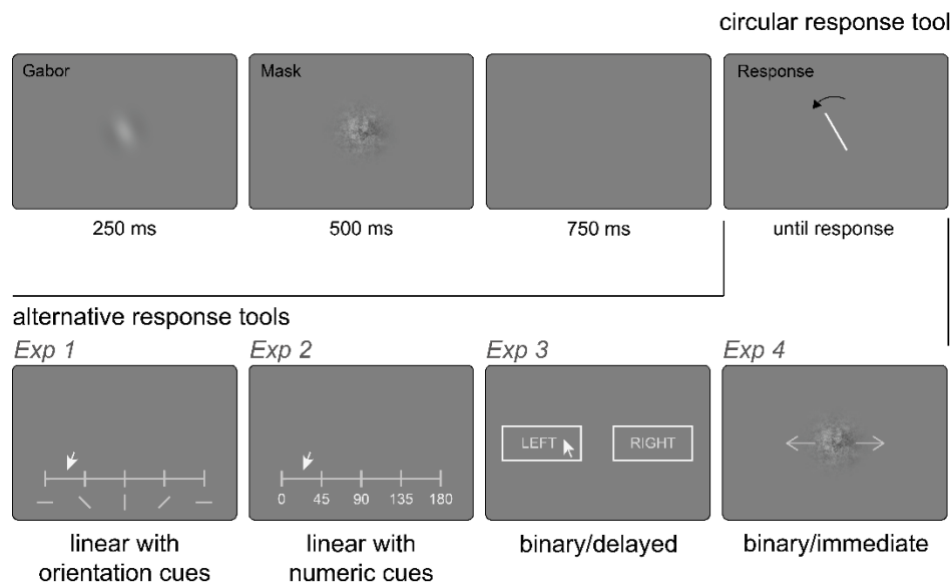 circular response tool
Gabor
Mask
Response
250 ms
500 ms
750 ms
until response
alternative response tools
Exp 1
Exp 2
Exp 3
Exp 4
LEFT
RIGHT
0 45 90 135 180
linear with
orientation cues
linear with
numeric cues
binary/delayed
binary/immediate